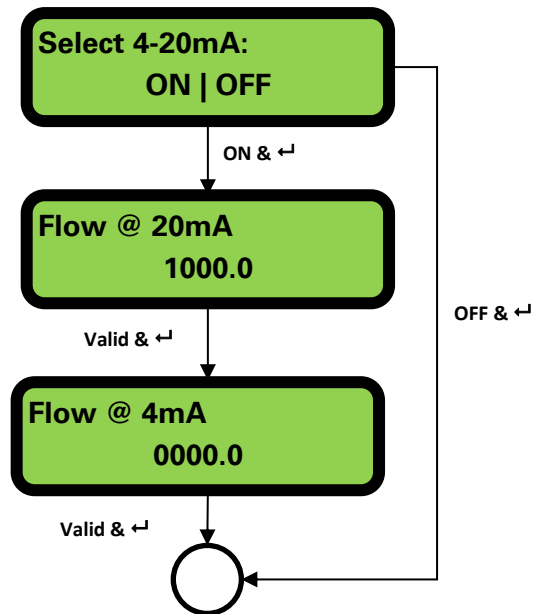 Select 4-20mA:
ON | OFF
ON & ↵
Flow @ 20mA
1000.0
OFF & ↵
Valid & ↵
Flow @ 4mA
0000.0
Valid & ↵